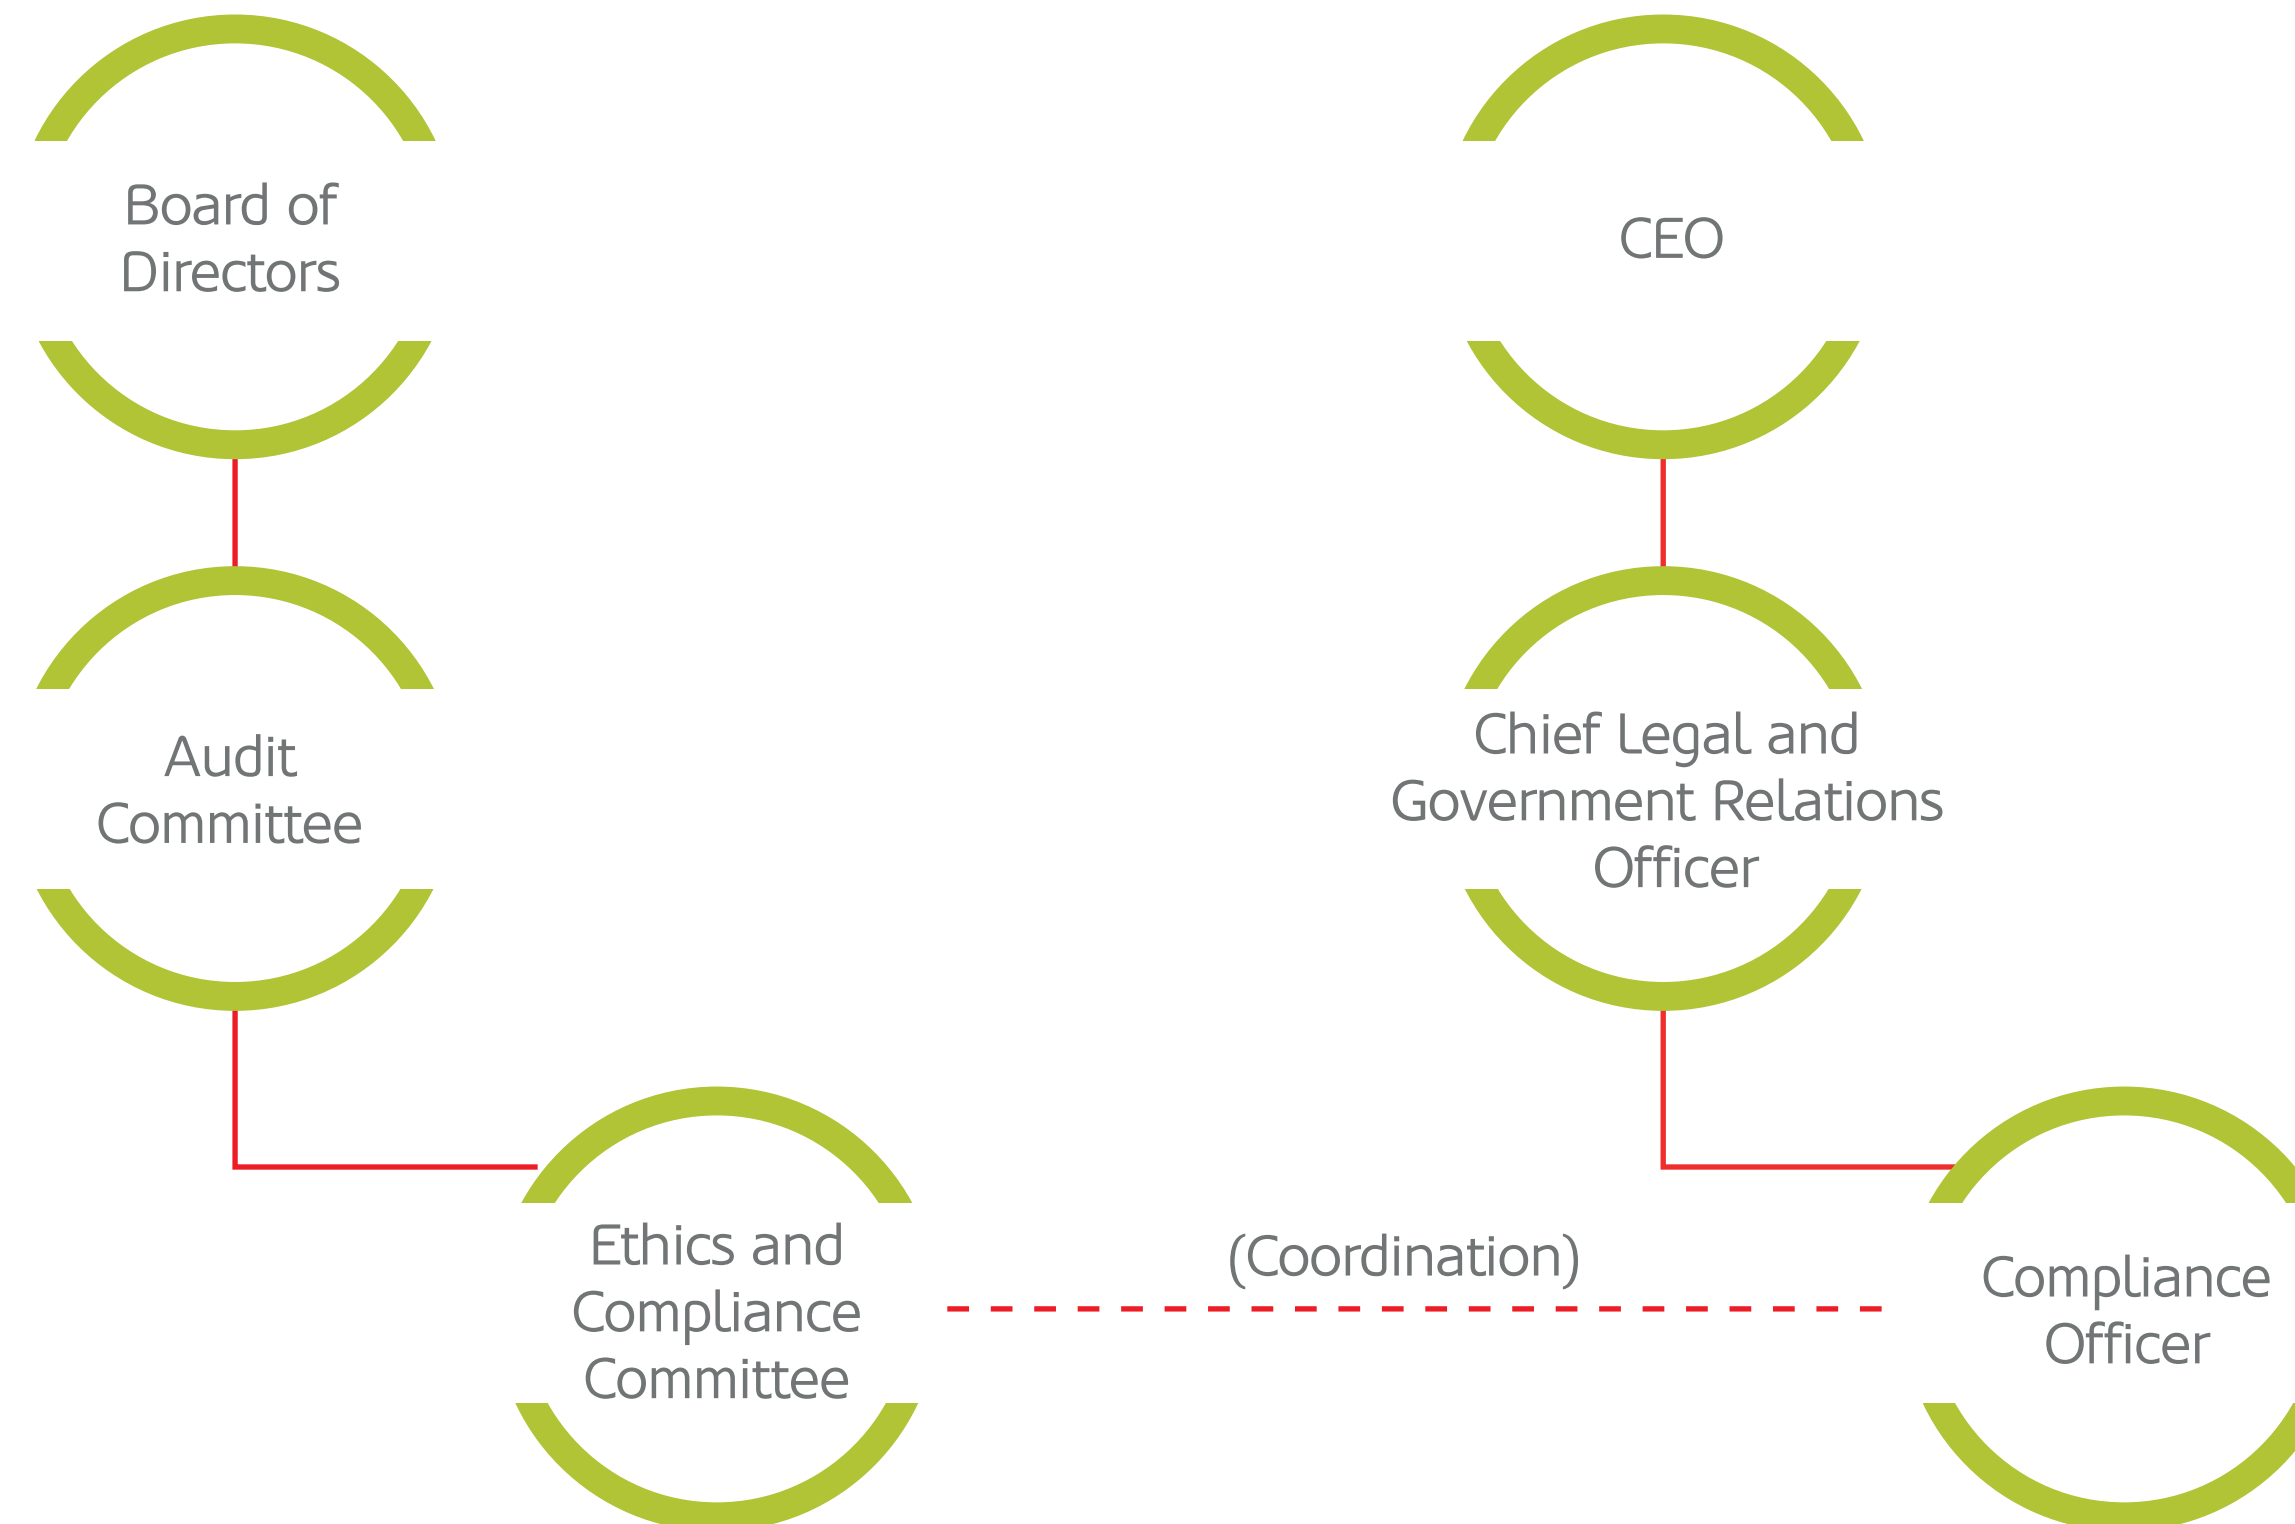 Board of
Directors
CEO
Audit
Committee
Chief Legal and
Government Relations
Officer
Ethics and
Compliance
Committee
(Coordination)
Compliance
Officer